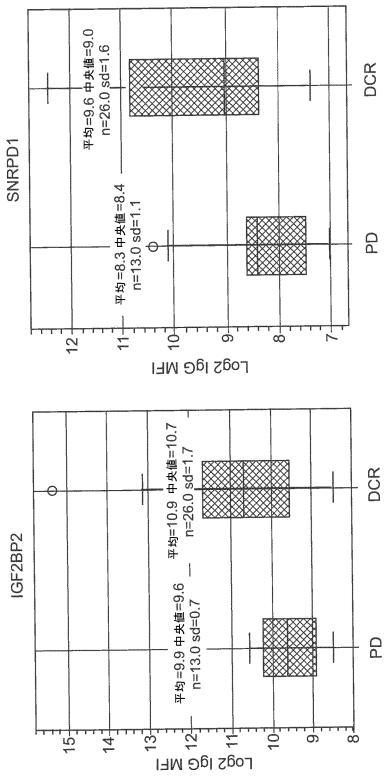 IGF2BP2
Log2 IgG MFI
15
14
13
12
11
10
9
8
平均=9.9 中央値=9.6
n=13.0 sd=0.7
平均=10.9 中央値=10.7
n=26.0 sd=1.7
PD
DCR
SNRPD1
Log2 IgG MFI
12
11
10
9
8
7
平均=8.3 中央値=8.4
n=13.0 sd=1.1
平均=9.6 中央値=9.0
n=26.0 sd=1.6
PD
DCR